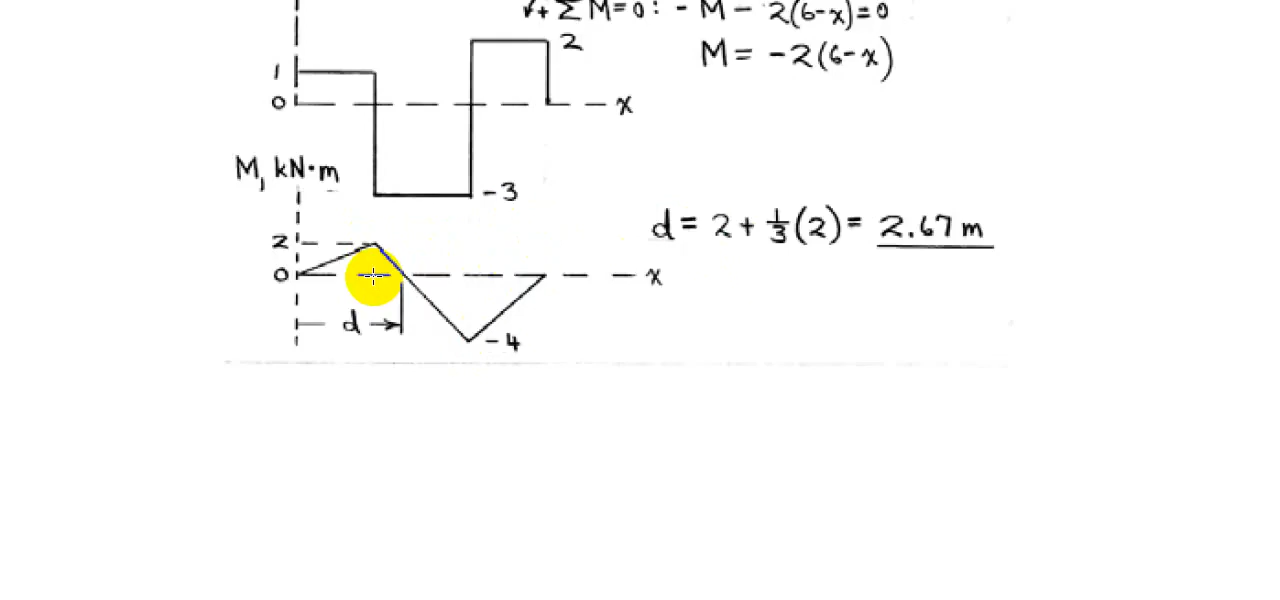 ↙+ ΣM=0: - M - 2(6-x)=0
2
M = -2(6-x)
1
0
x
M, kN·m
-3
d = 2 + 1/3(2) = 2.67 m
2
0
x
d
-4